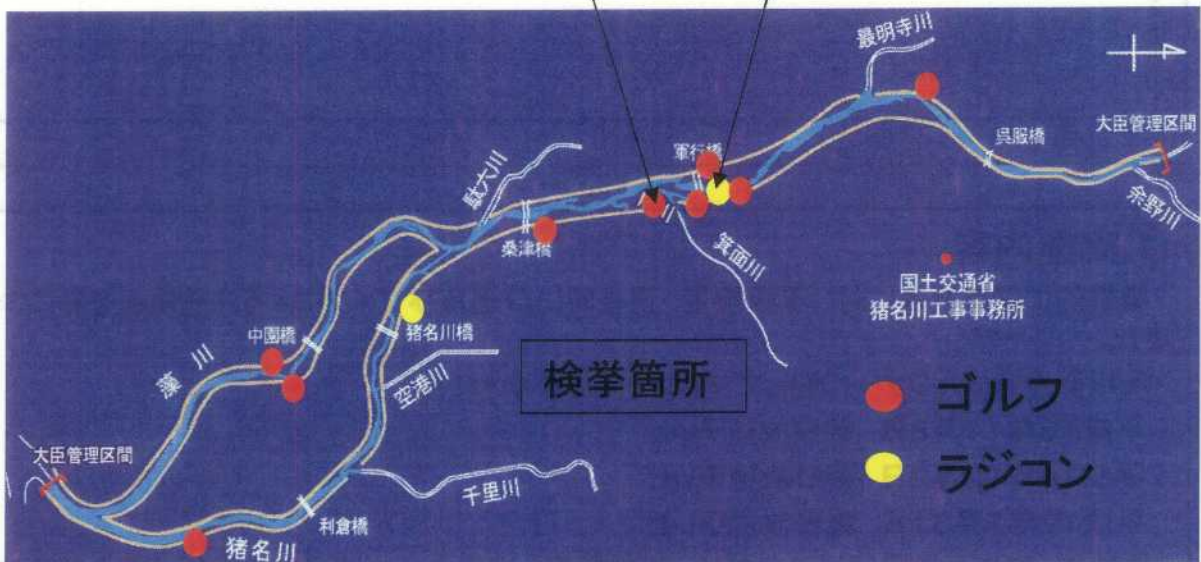 最明寺川
呉服橋
大臣管理区間
余野川
軍行橋
駄六川
桑津橋
箕面川
国土交通省
猪名川工事事務所
中園橋
猪名川橋
藻川
空港川
検挙箇所
ゴルフ
ラジコン
大臣管理区間
千里川
利倉橋
猪名川